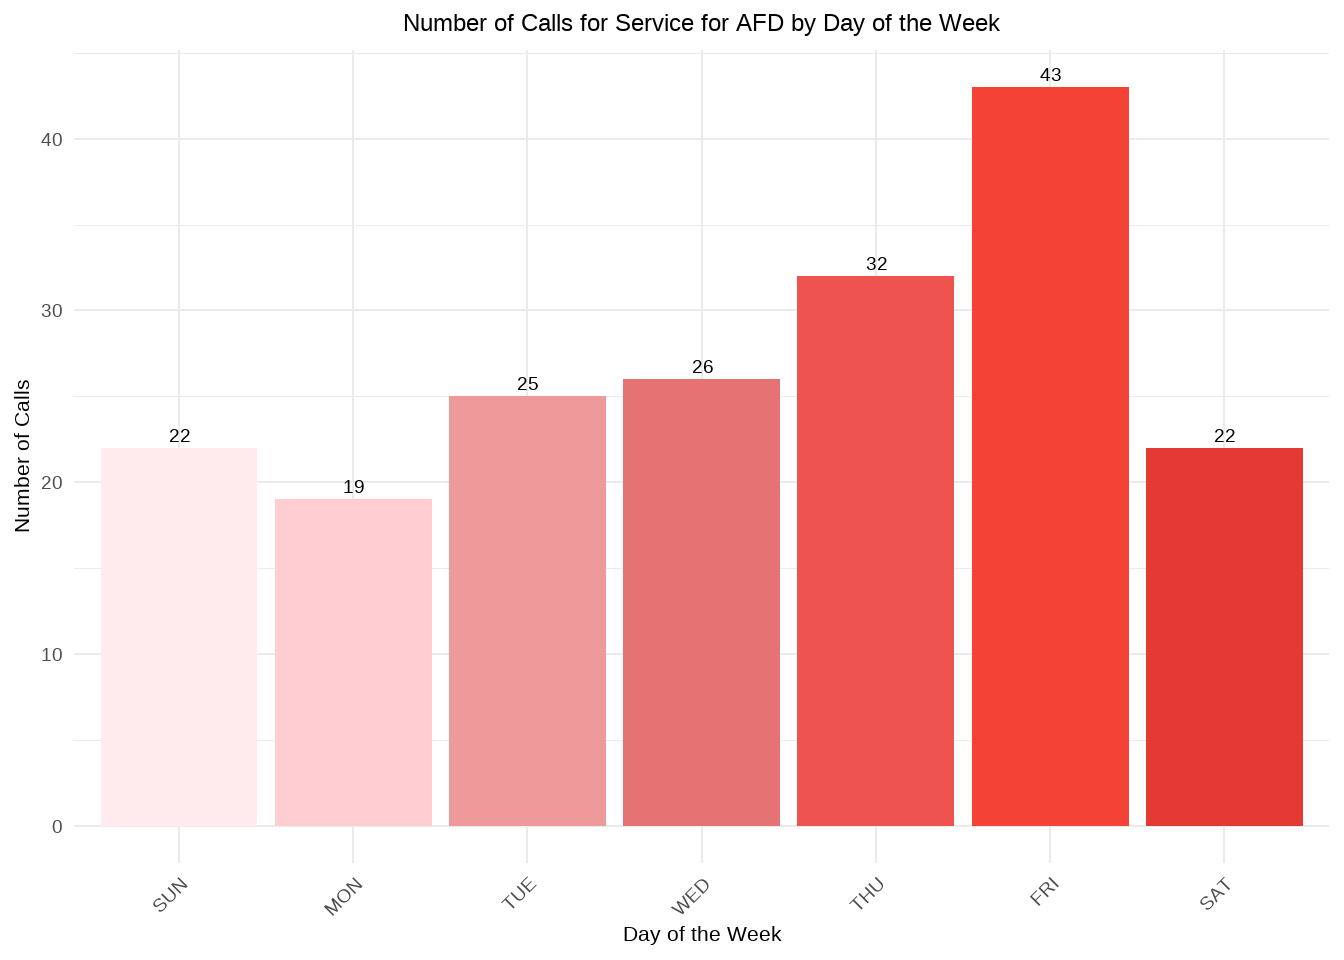 Number of Calls for Service for AFD by Day of the Week
Number of Calls
40
30
20
10
0
22
19
25
26
32
43
22
SUN
MON
TUE
WED
THU
FRI
SAT
Day of the Week